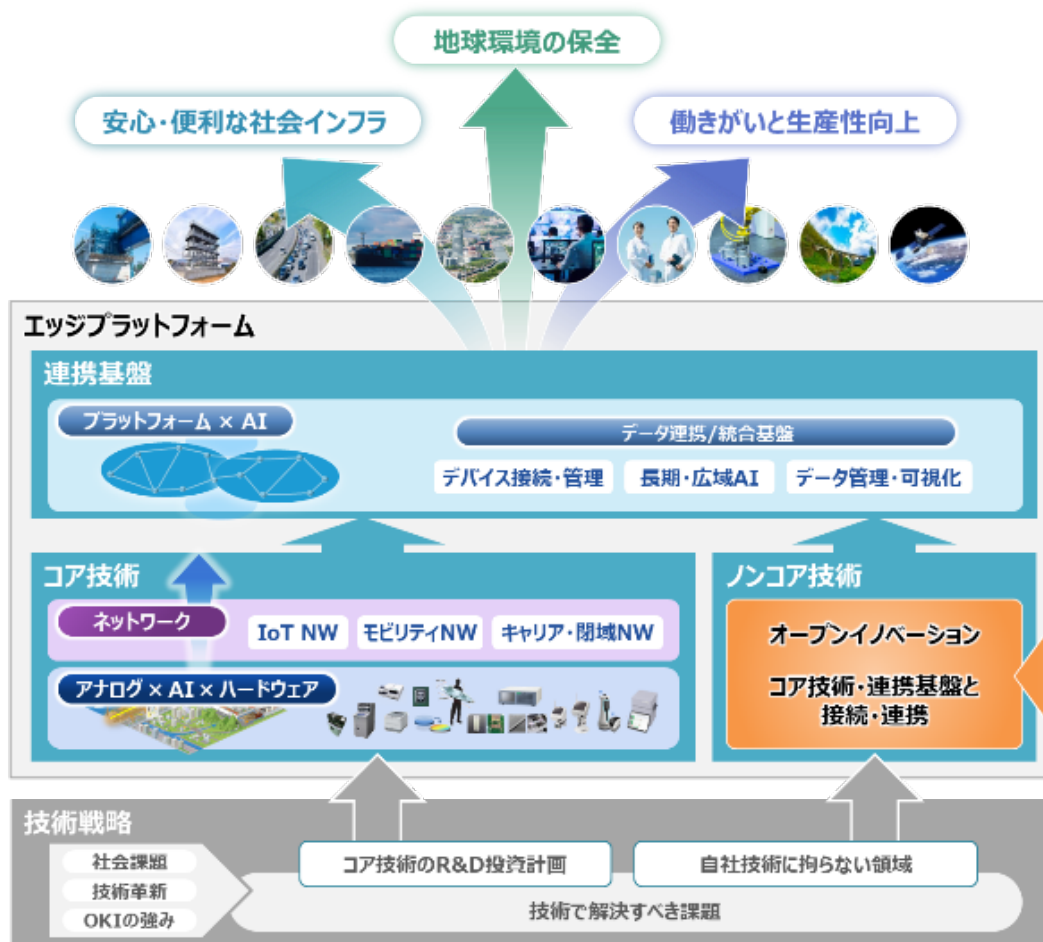 地球環境の保全
安心・便利な社会インフラ
働きがいと生産性向上
エッジプラットフォーム
連携基盤
プラットフォーム × AI
データ連携/統合基盤
デバイス接続・管理
長期・広域AI
データ管理・可視化
コア技術
ネットワーク
IoT NW
モビリティNW
キャリア・閉域NW
アナログ×AI×ハードウェア
ノンコア技術
オープンイノベーション
コア技術・連携基盤と
接続・連携
技術戦略
社会課題
技術革新
OKIの強み
コア技術のR&D投資計画
自社技術に拘らない領域
技術で解決すべき課題